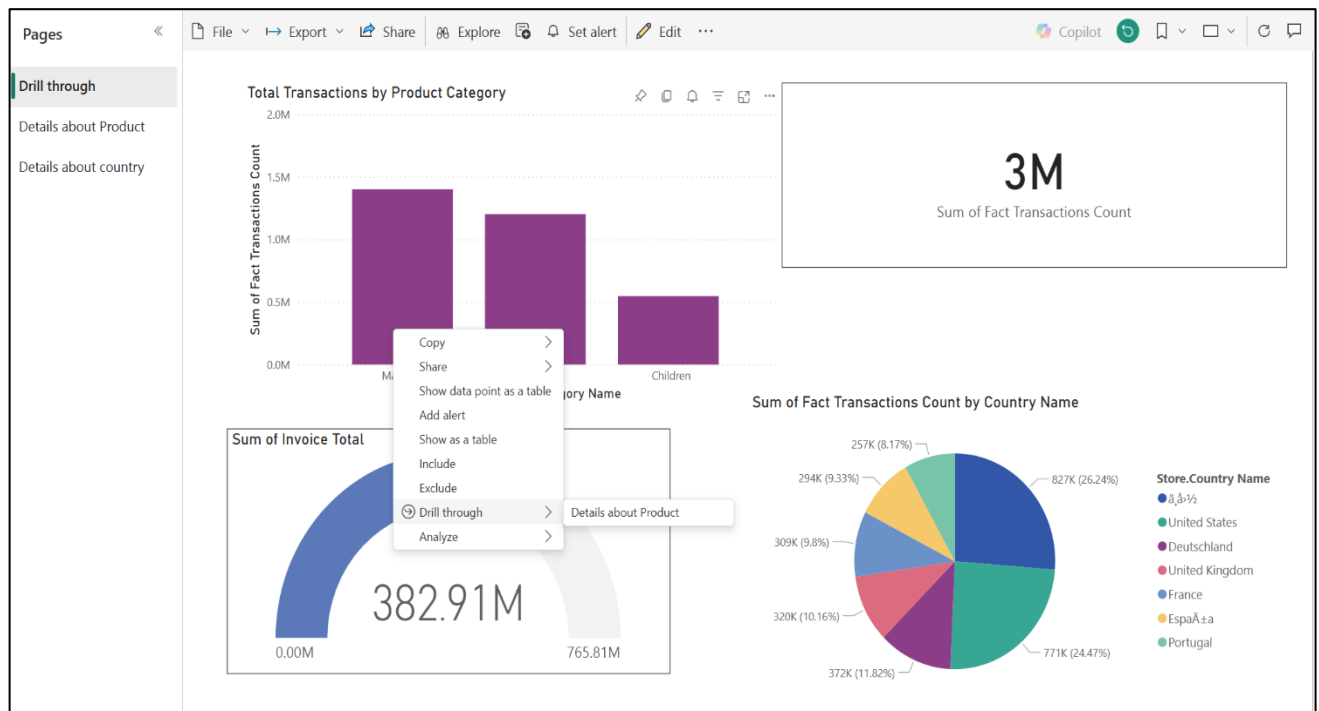 Pages
Drill through
Details about Product
Details about country
File Export Share Explore Set alert Edit
Copilot
Total Transactions by Product Category
Sum of Fact Transactions Count
2.0M
1.5M
1.0M
0.5M
0.0M
Children
3M
Sum of Fact Transactions Count
Copy
Share
Show data point as a table
Add alert
Show as a table
Include
Exclude
Drill through
Details about Product
Analyze
Name
Sum of Invoice Total
382.91M
0.00M
765.81M
Sum of Fact Transactions Count by Country Name
257K (8.17%)
294K (9.33%)
309K (9.8%)
320K (10.16%)
372K (11.82%)
827K (26.24%)
771K (24.47%)
Store.Country Name
ä¸­å›½
United States
Deutschland
United Kingdom
France
EspaÃ±a
Portugal